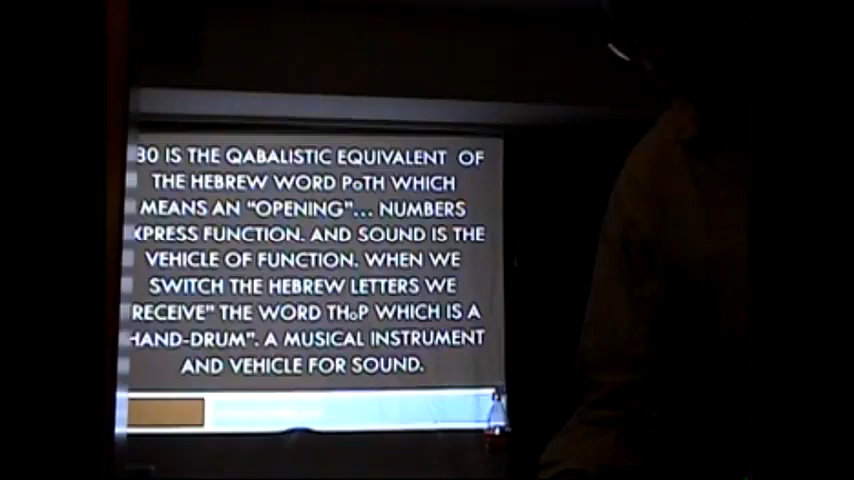 30 IS THE QABALISTIC EQUIVALENT OF
THE HEBREW WORD PoTH WHICH
MEANS AN "OPENING"... NUMBERS
XPRESS FUNCTION. AND SOUND IS THE
VEHICLE OF FUNCTION. WHEN WE
SWITCH THE HEBREW LETTERS WE
RECEIVE" THE WORD THoP WHICH IS A
HAND-DRUM". A MUSICAL INSTRUMENT
AND VEHICLE FOR SOUND.